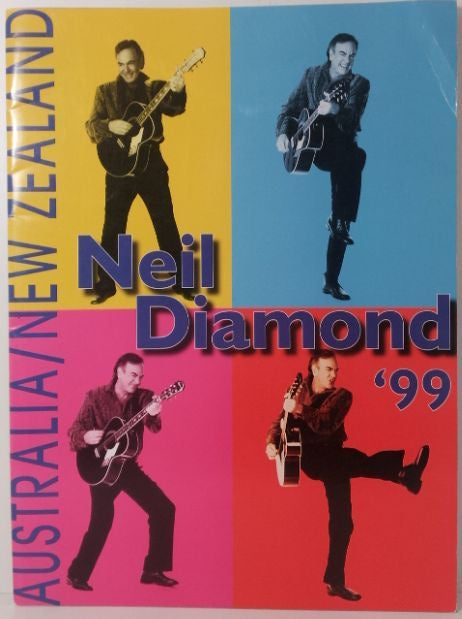 AUSTRALIA/NEW ZEALAND
Neil
Diamond
‘99